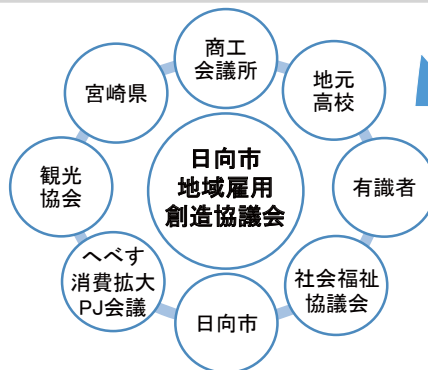 商工
会議所
地元
高校
有識者
社会福祉
協議会
日向市
へべす
消費拡大
PJ会議
観光
協会
宮崎県
日向市
地域雇用
創造協議会